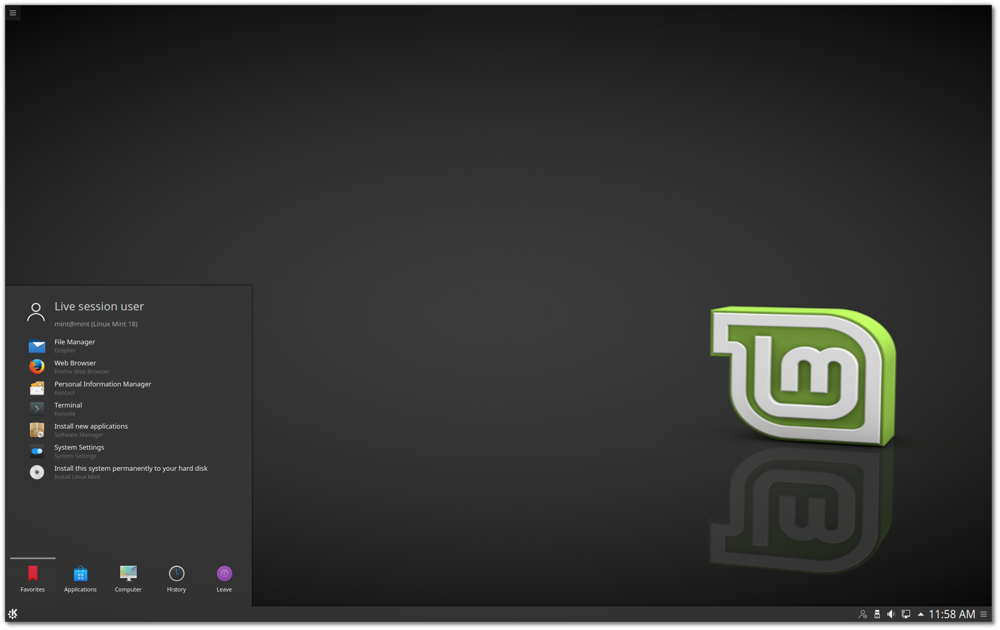 Live session user
mint@mint (Linux Mint 18)
File Manager
Dolphin
Web Browser
Firefox Web Browser
Personal Information Manager
Kontact
Terminal
Konsole
Install new applications
Software Manager
System Settings
System Settings
Install this system permanently to your hard disk
Install Linux Mint
lm
Favorites Applications Computer History Leave
11:58 AM